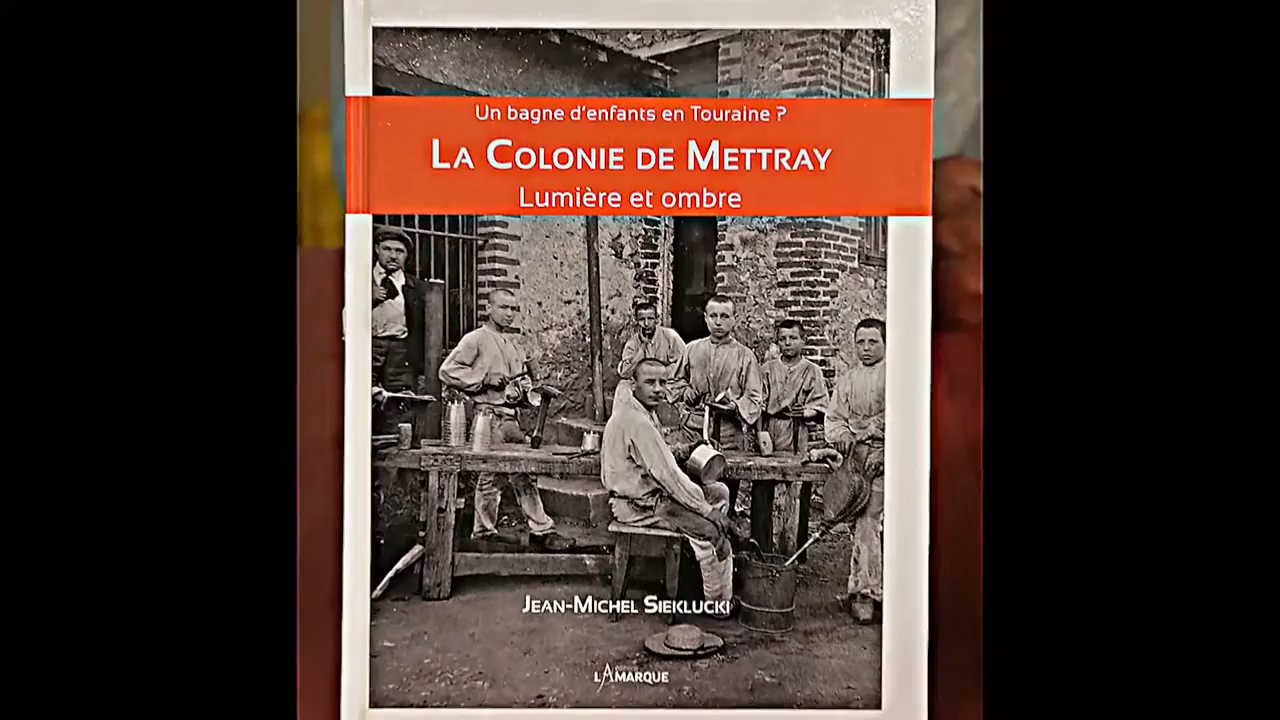 Un bagne d'enfants en Touraine ?
LA COLONIE DE METTRAY
Lumière et ombre
JEAN-MICHEL SIEKLUCKI
LAMARQUE